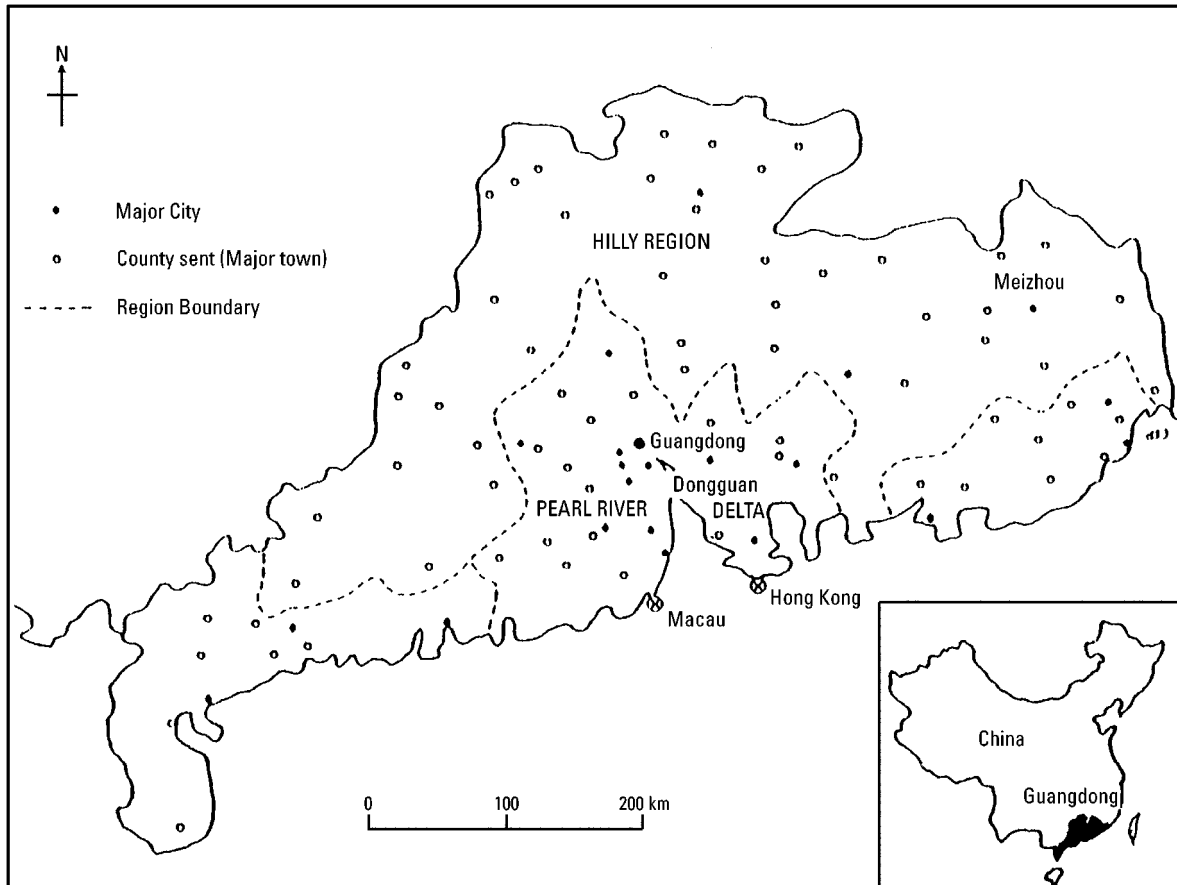 N
Major City
County sent (Major town)
Region Boundary
HILLY REGION
Meizhou
Guangdong
Dongguan
PEARL RIVER
DELTA
Hong Kong
Macau
0 100 200 km
China
Guangdong